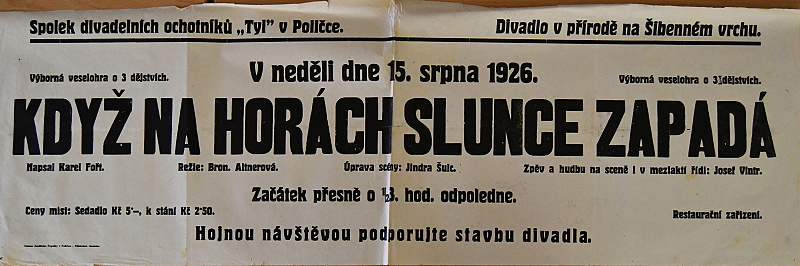 Spolek divadelních ochotníků „Tyl“ v Poličce. Divadlo v přírodě na Šibenném vrchu.
V neděli dne 15. srpna 1926.
Výborná veselohra o 3 dějstvích. Výborná veselohra o 3 dějstvích.
KDYŽ NA HORÁCH SLUNCE ZAPADÁ
Napsal Karel Fořt. Režie: Bron. Altnerová. Úprava scény: Jindra Šulc. Zpěv a hudbu na sceně i v meziaktí řídí: Josef Vintr.
Začátek přesně o ½3. hod. odpoledne.
Ceny míst: Sedadlo Kč 5·–, k stání Kč 2·50. Restaurační zařízení.
Hojnou návštěvou podporujte stavbu divadla.